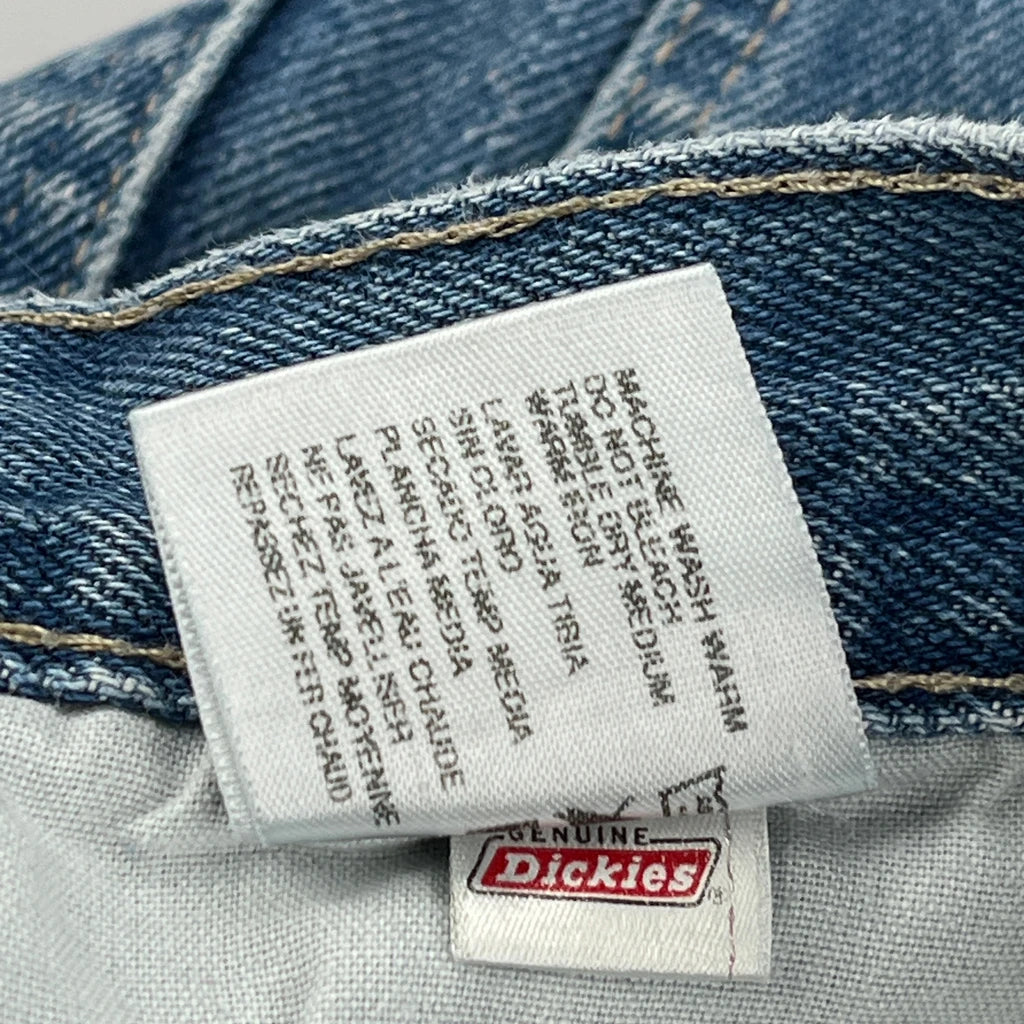 MACHINE WASH WARM
DO NOT BLEACH
TUMBLE DRY MEDIUM
WARM IRON
LAVAR AGUA TIBIA
SIN CLORO
SECADO TEMP MEDIA
PLANCHA MEDIA
LAVEZ A L'EAU CHAUDE
NE PAS JAVELLISER
SECHEZ TEMP MOYENNE
REPASSEZ UN FER CHAUD
GENUINE
Dickies®